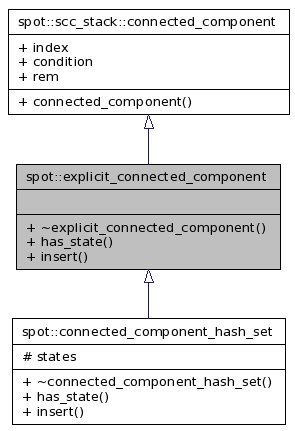 spot::scc_stack::connected_component
+ index
+ condition
+ rem
+ connected_component()
spot::explicit_connected_component
+ ~explicit_connected_component()
+ has_state()
+ insert()
spot::connected_component_hash_set
# states
+ ~connected_component_hash_set()
+ has_state()
+ insert()